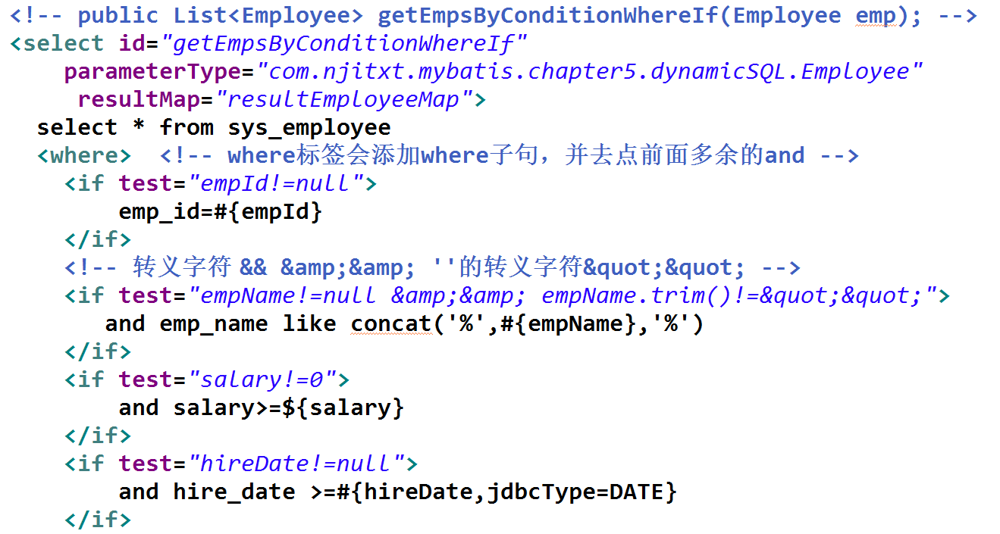 <!-- public List<Employee> getEmpsByConditionWhereIf(Employee emp); -->
<select id="getEmpsByConditionWhereIf"
parameterType="com.njitxt.mybatis.chapter5.dynamicSQL.Employee"
resultMap="resultEmployeeMap">
select * from sys_employee
<where> <!-- where标签会添加where子句，并去点前面多余的and -->
<if test="empId!=null">
emp_id=#{empId}
</if>
<!-- 转义字符 && &amp;&amp; ''的转义字符&quot;&quot; -->
<if test="empName!=null &amp;&amp; empName.trim()!=&quot;&quot;">
and emp_name like concat('%',#{empName},'%')
</if>
<if test="salary!=0">
and salary>=${salary}
</if>
<if test="hireDate!=null">
and hire_date >=#{hireDate,jdbcType=DATE}
</if>